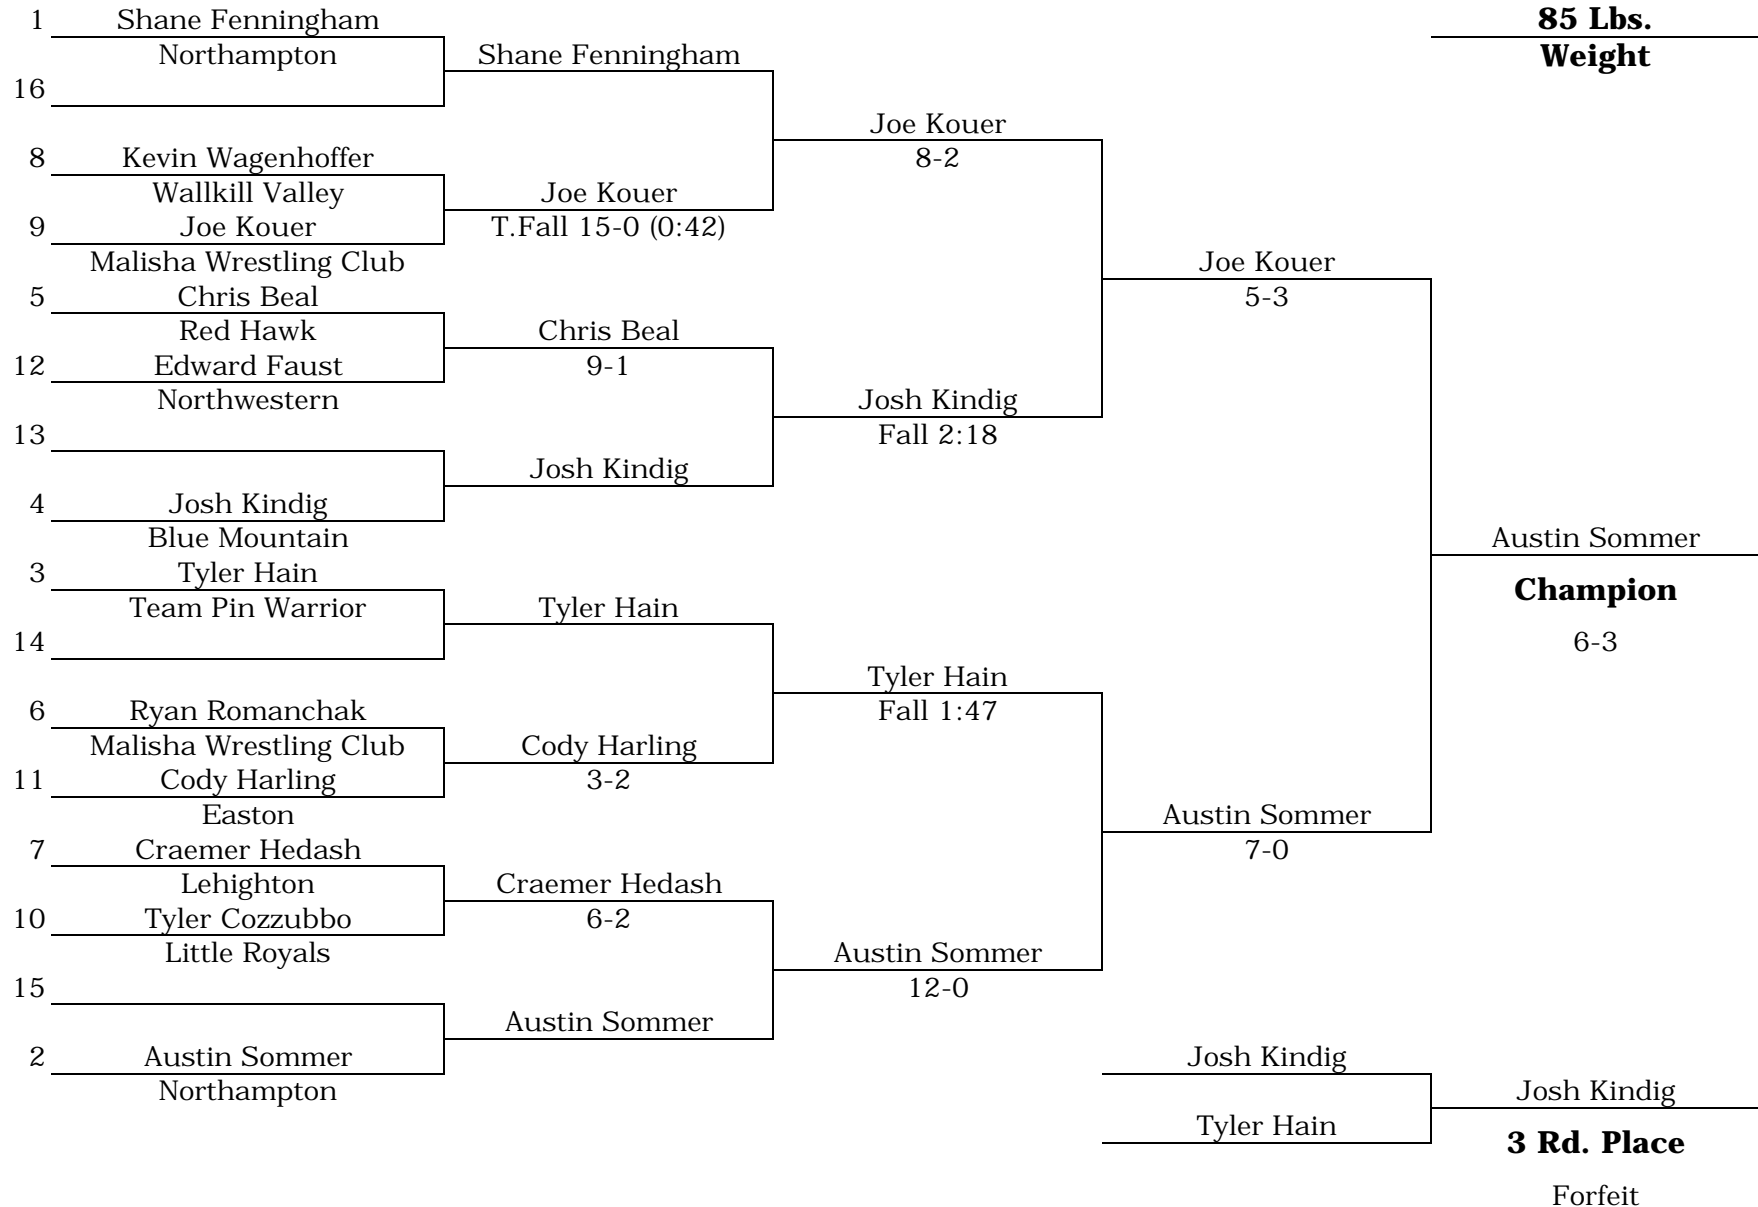 1 Shane Fenningham
Northampton
16
8 Kevin Wagenhoffer
Wallkill Valley
9 Joe Kouer
Malisha Wrestling Club
5 Chris Beal
Red Hawk
12 Edward Faust
Northwestern
13
4 Josh Kindig
Blue Mountain
3 Tyler Hain
Team Pin Warrior
14
6 Ryan Romanchak
Malisha Wrestling Club
11 Cody Harling
Easton
7 Craemer Hedash
Lehighton
10 Tyler Cozzubbo
Little Royals
15
2 Austin Sommer
Northampton
Shane Fenningham
Joe Kouer
T.Fall 15-0 (0:42)
Chris Beal
9-1
Josh Kindig
Tyler Hain
Cody Harling
3-2
Craemer Hedash
6-2
Austin Sommer
Joe Kouer
8-2
Josh Kindig
Fall 2:18
Tyler Hain
Fall 1:47
Austin Sommer
12-0
Joe Kouer
5-3
Austin Sommer
7-0
Josh Kindig
Tyler Hain
85 Lbs.
Weight
Austin Sommer
Champion
6-3
Josh Kindig
3 Rd. Place
Forfeit